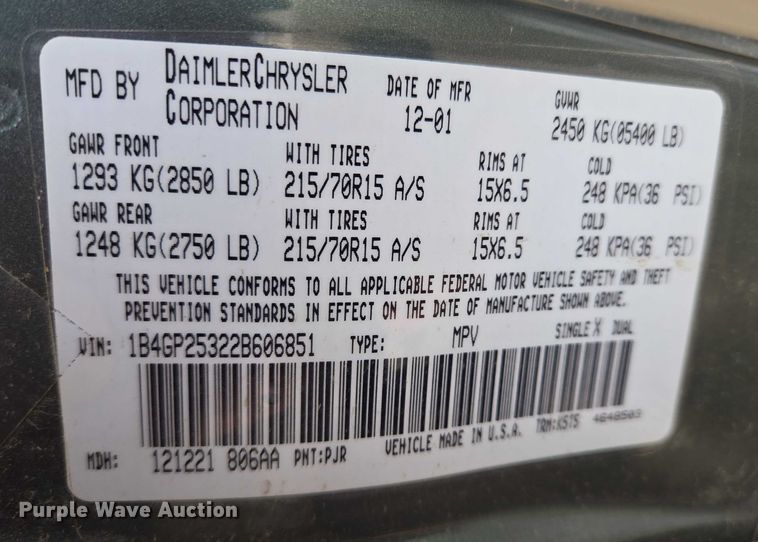 MFD BY DAIMLERCHRYSLER CORPORATION DATE OF MFR 12-01 GVWR 2450 KG(05400 LB)
GAWR FRONT WITH TIRES RIMS AT COLD
1293 KG(2850 LB) 215/70R15 A/S 15X6.5 248 KPA(36 PSI)
GAWR REAR WITH TIRES RIMS AT COLD
1248 KG(2750 LB) 215/70R15 A/S 15X6.5 248 KPA(36 PSI)
THIS VEHICLE CONFORMS TO ALL APPLICABLE FEDERAL MOTOR VEHICLE SAFETY AND THEFT
PREVENTION STANDARDS IN EFFECT ON THE DATE OF MANUFACTURE SHOWN ABOVE.
VIN: 1B4GP25322B606851 TYPE: MPV SINGLE X DUAL
MDH: 121221 806AA PNT:PJR VEHICLE MADE IN U.S.A. TRM:K5T5 4648503
Purple Wave Auction